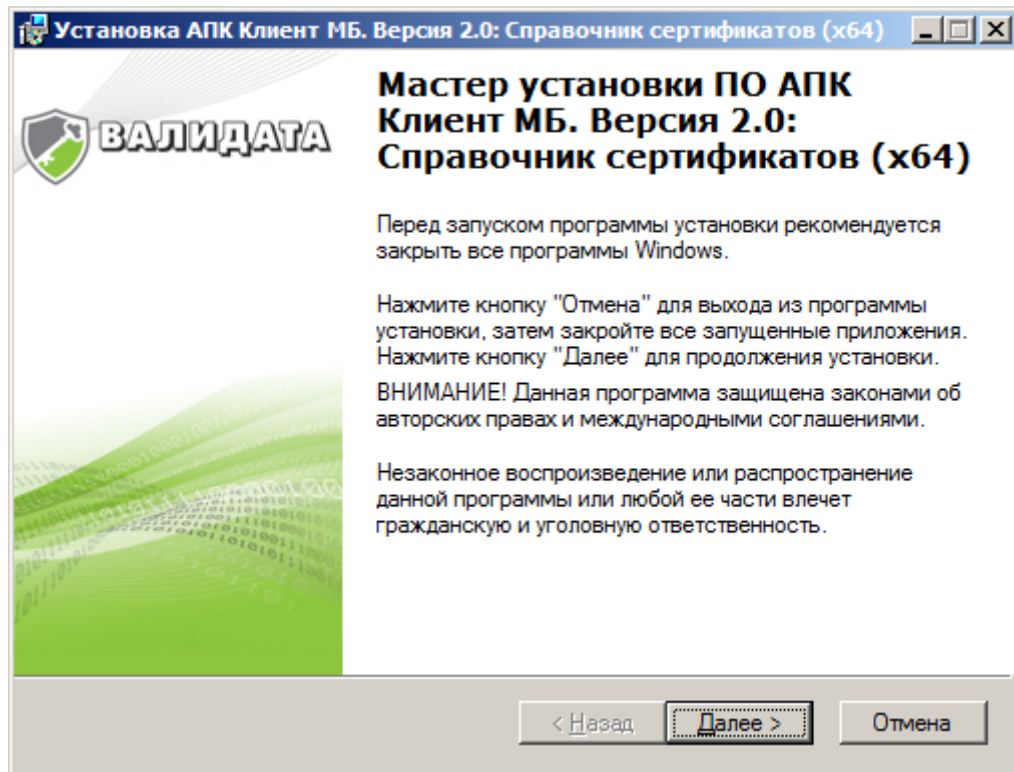 Установка АПК Клиент МБ. Версия 2.0: Справочник сертификатов (x64)
ВАЛИДАТА
Мастер установки ПО АПК
Клиент МБ. Версия 2.0:
Справочник сертификатов (x64)
Перед запуском программы установки рекомендуется
закрыть все программы Windows.
Нажмите кнопку "Отмена" для выхода из программы
установки, затем закройте все запущенные приложения.
Нажмите кнопку "Далее" для продолжения установки.
ВНИМАНИЕ! Данная программа защищена законами об
авторских правах и международными соглашениями.
Незаконное воспроизведение или распространение
данной программы или любой ее части влечет
гражданскую и уголовную ответственность.
< Назад
Далее >
Отмена